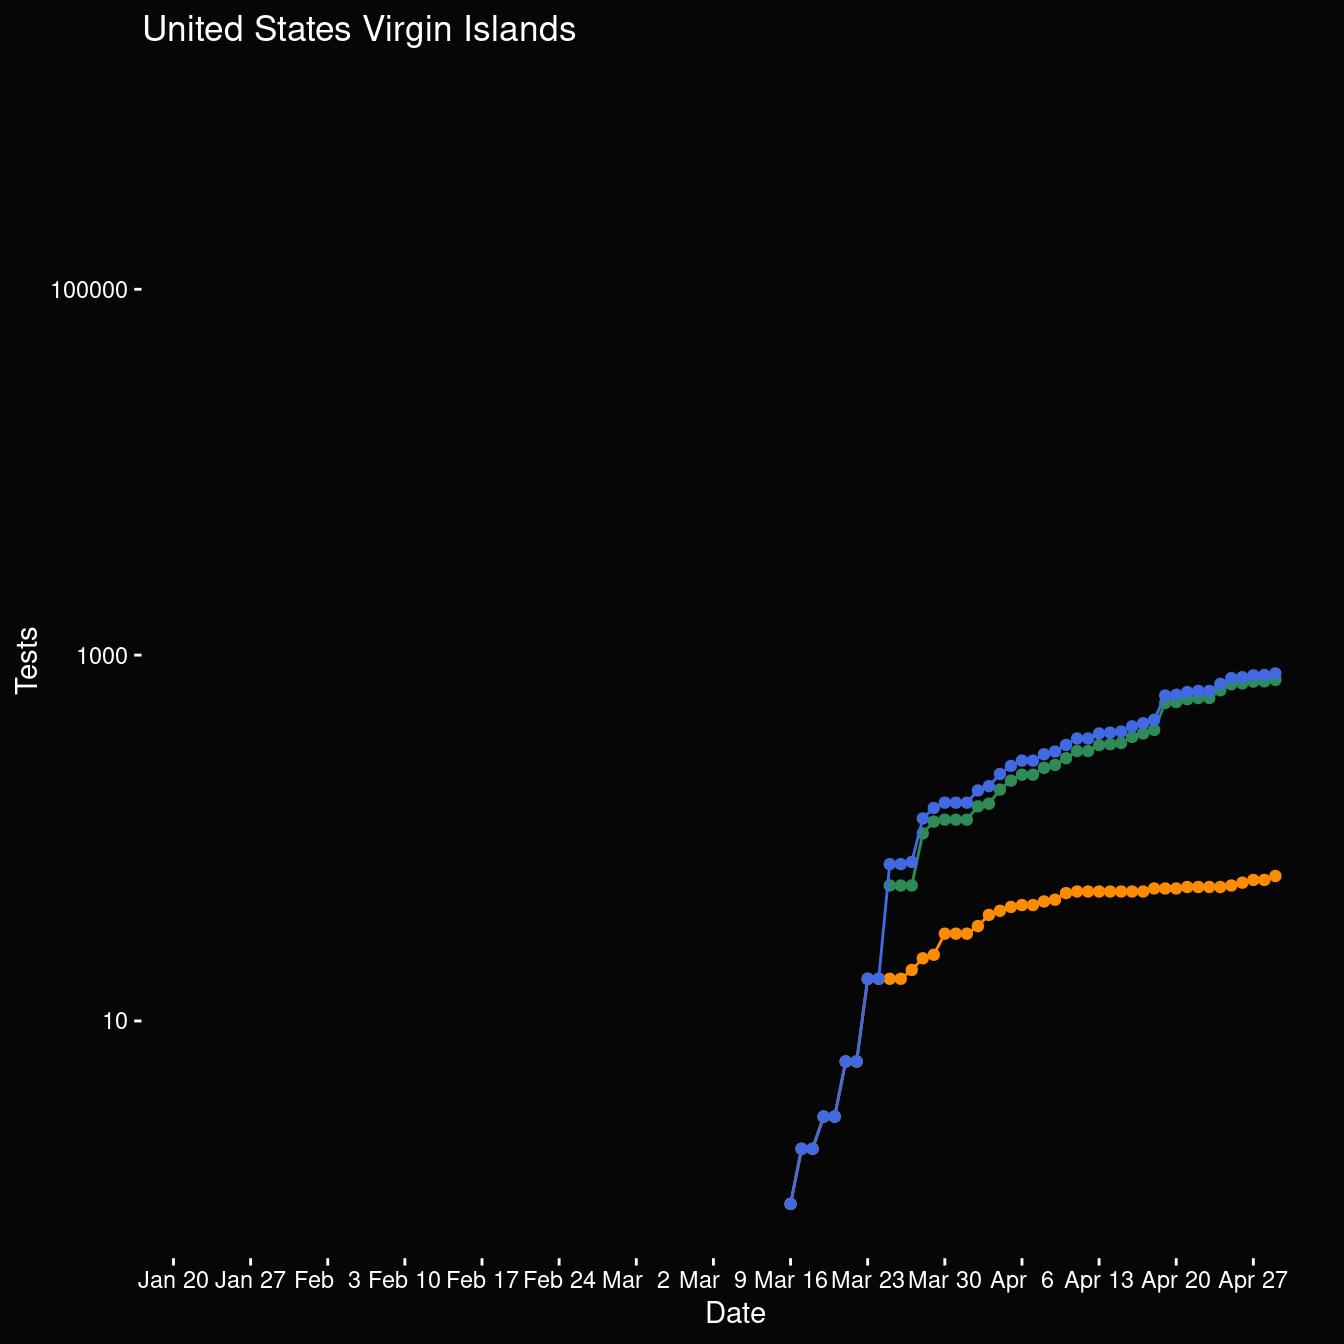 United States Virgin Islands
100000
1000
10
Tests
Jan 20 Jan 27 Feb 3 Feb 10 Feb 17 Feb 24 Mar 2 Mar 9 Mar 16 Mar 23 Mar 30 Apr 6 Apr 13 Apr 20 Apr 27
Date